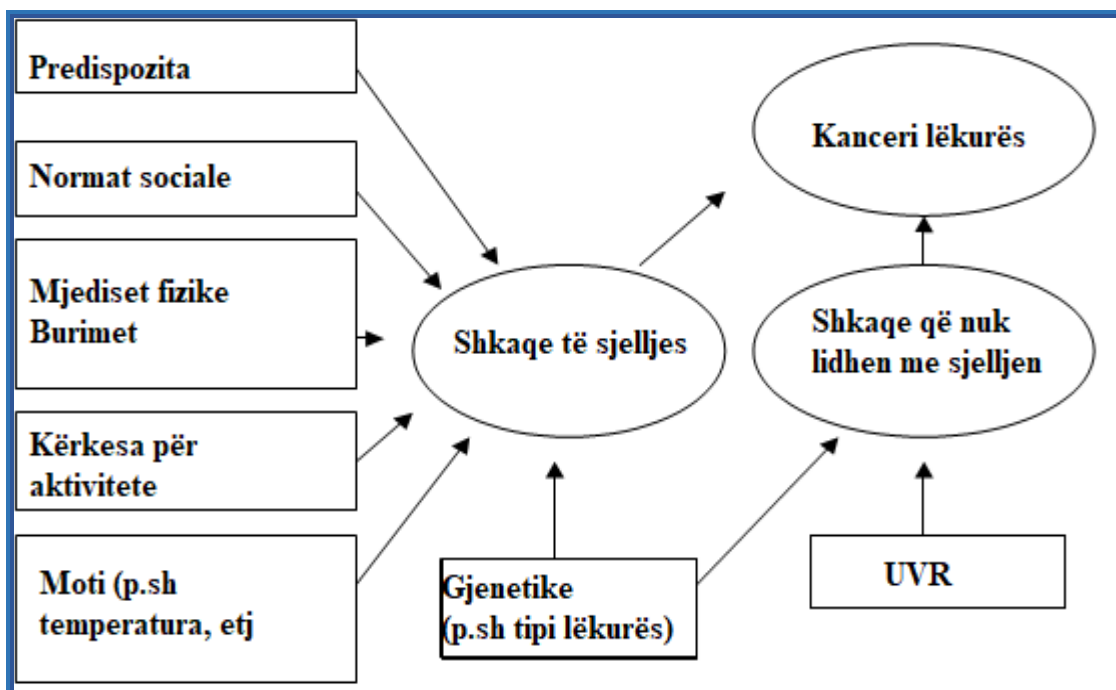 Predispozita
Normat sociale
Mjediset fizike
Burimet
Kërkesa për
aktivitete
Moti (p.sh
temperatura, etj
Shkaqe të sjelljes
Gjenetike
(p.sh tipi lëkurës)
Kanceri lëkurës
Shkaqe që nuk
lidhen me sjelljen
UVR